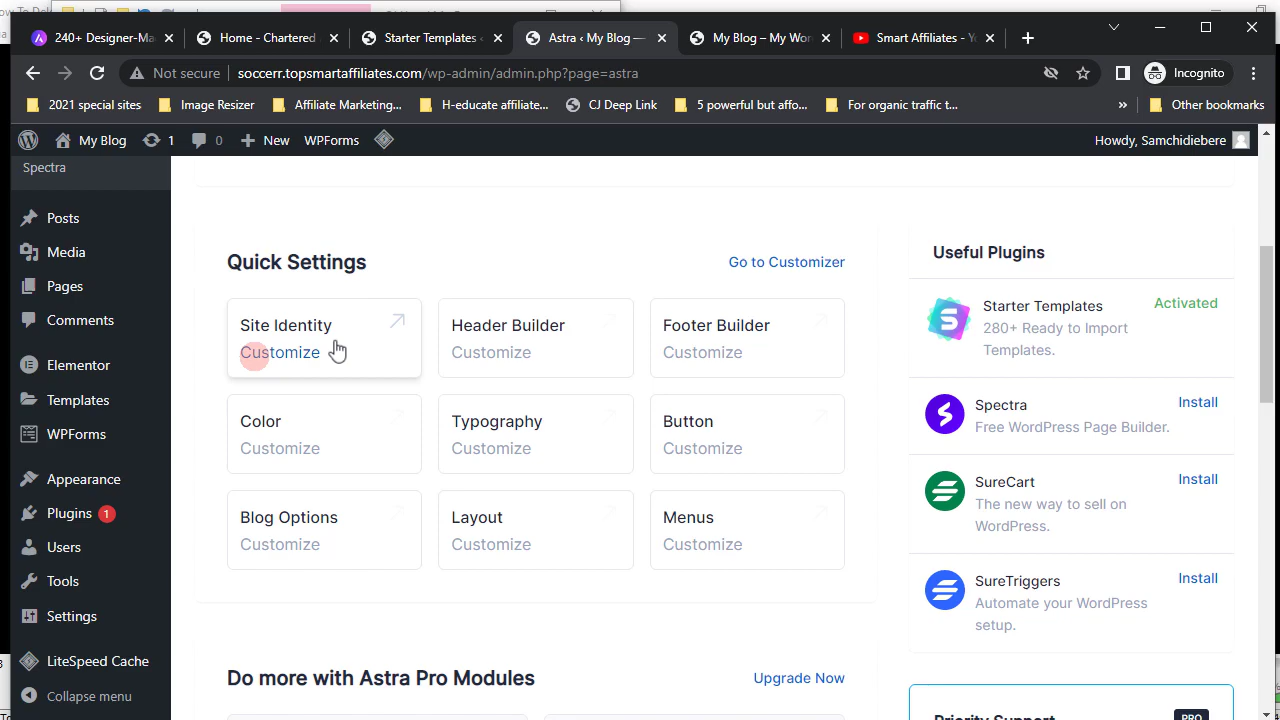 240+ Designer-Ma
Home - Chartered
Starter Templates ‹
Astra ‹ My Blog —
My Blog – My Wor
Smart Affiliates - Y
Not secure
soccerr.topsmartaffiliates.com/wp-admin/admin.php?page=astra
Incognito
2021 special sites
Image Resizer
Affiliate Marketing...
H-educate affiliate...
CJ Deep Link
5 powerful but affo...
For organic traffic t...
»
Other bookmarks
My Blog
1
0
New
WPForms
Howdy, Samchidiebere
Spectra
Posts
Media
Pages
Comments
Elementor
Templates
WPForms
Appearance
Plugins 1
Users
Tools
Settings
LiteSpeed Cache
Collapse menu
Quick Settings
Go to Customizer
Site Identity
Customize
Header Builder
Customize
Footer Builder
Customize
Color
Customize
Typography
Customize
Button
Customize
Blog Options
Customize
Layout
Customize
Menus
Customize
Do more with Astra Pro Modules
Upgrade Now
Useful Plugins
Starter Templates
Activated
280+ Ready to Import
Templates.
Spectra
Install
Free WordPress Page Builder.
SureCart
Install
The new way to sell on
WordPress.
SureTriggers
Install
Automate your WordPress
setup.
Priority Support
PRO